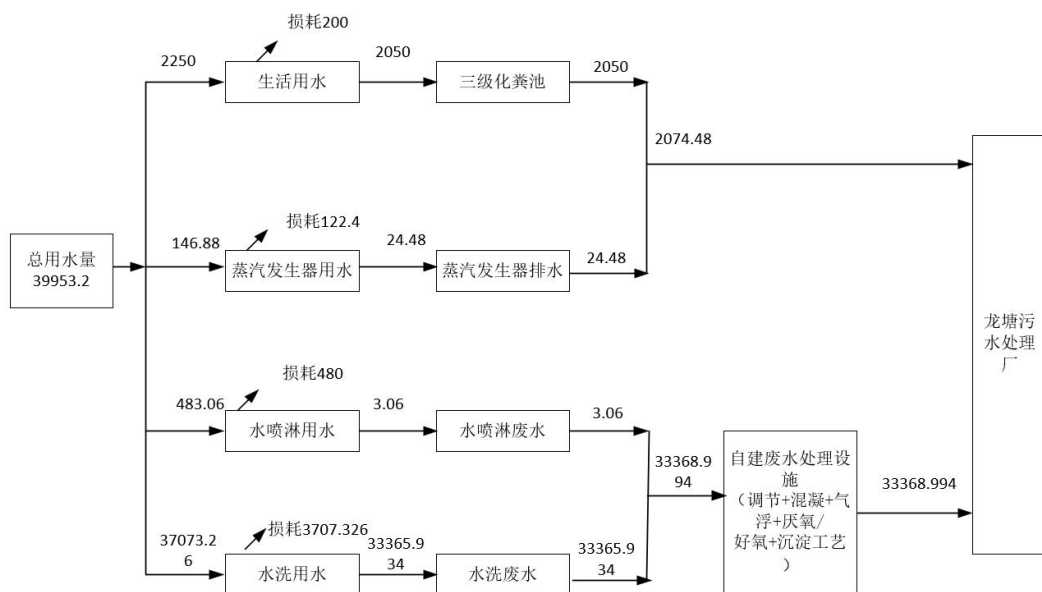 损耗200
2250
生活用水
2050
三级化粪池
2050
2074.48
总用水量
39953.2
146.88
损耗122.4
蒸汽发生器用水
24.48
蒸汽发生器排水
24.48
龙塘污
水处理
厂
483.06
损耗480
水喷淋用水
3.06
水喷淋废水
3.06
33368.9
94
自建废水处理设
施
（调节+混凝+气
浮+厌氧/
好氧+沉淀工艺
）
33368.994
37073.2
6
损耗3707.326
水洗用水
33365.9
34
水洗废水
33365.9
34